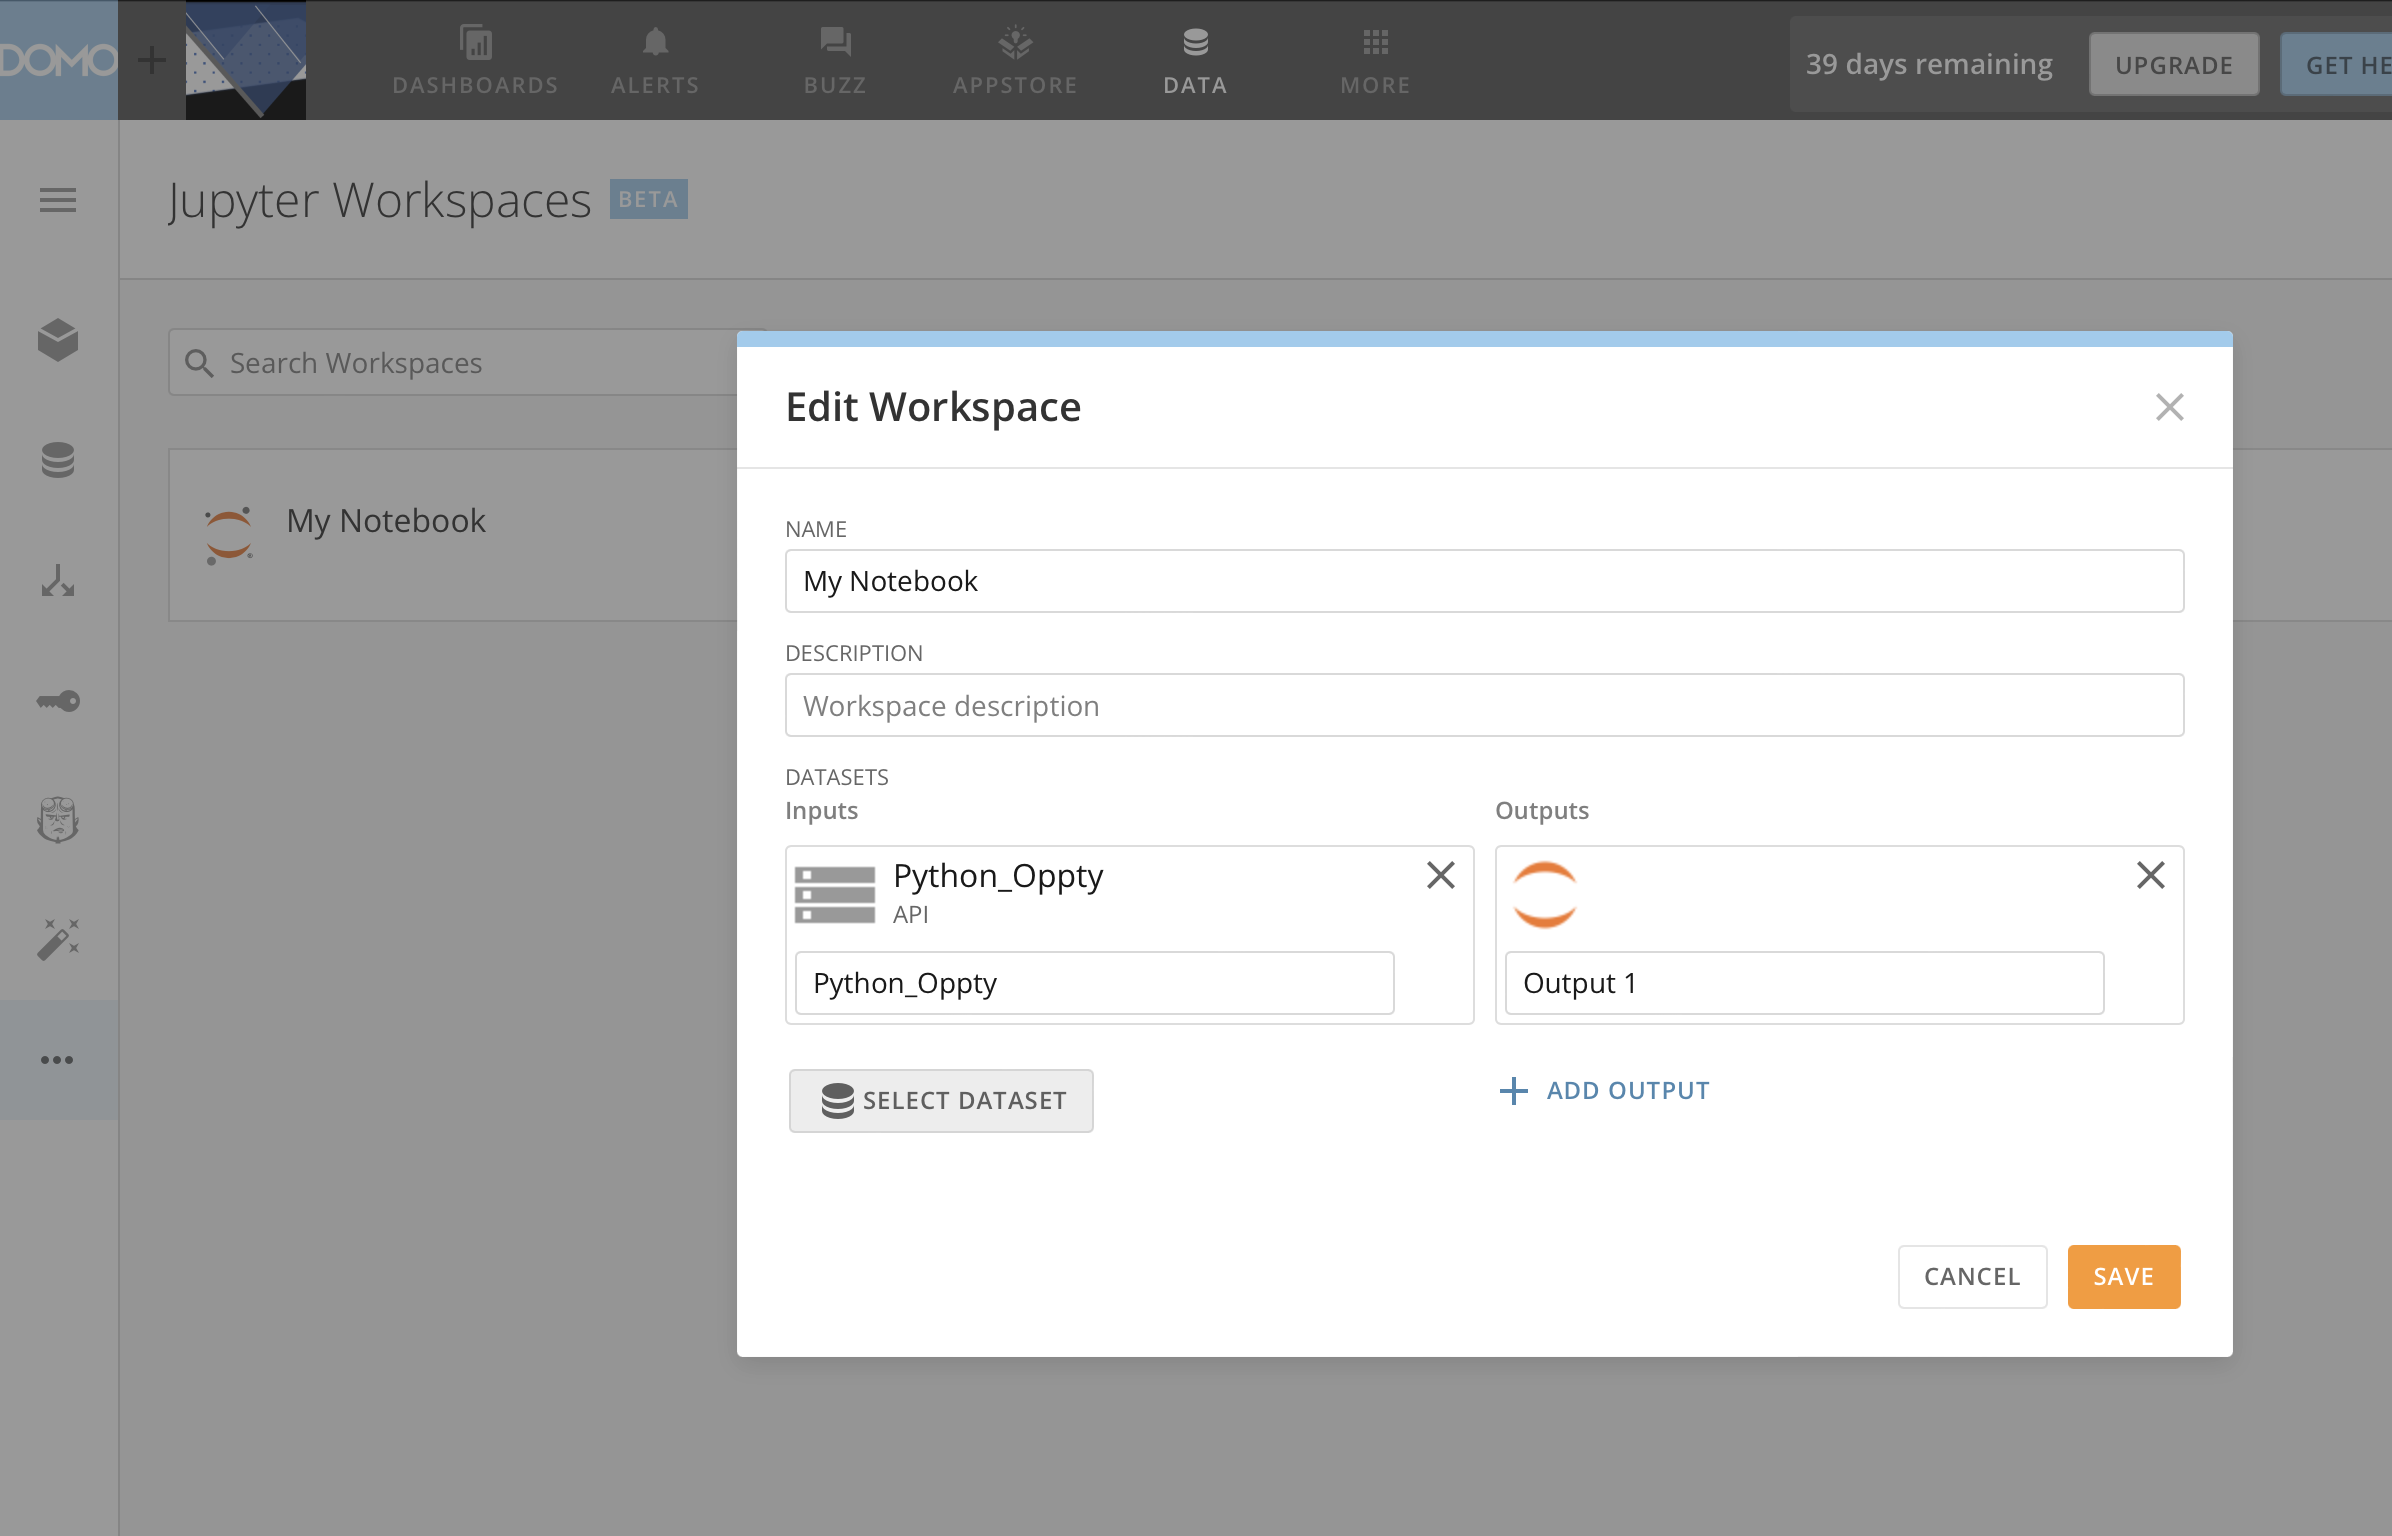 DOMO
DASHBOARDS
ALERTS
BUZZ
APPSTORE
DATA
MORE
39 days remaining
UPGRADE
GET HE
Jupyter Workspaces
BETA
Search Workspaces
My Notebook
Edit Workspace
NAME
My Notebook
DESCRIPTION
Workspace description
DATASETS
Inputs
Outputs
Python_Oppty
API
Python_Oppty
Output 1
SELECT DATASET
ADD OUTPUT
CANCEL
SAVE